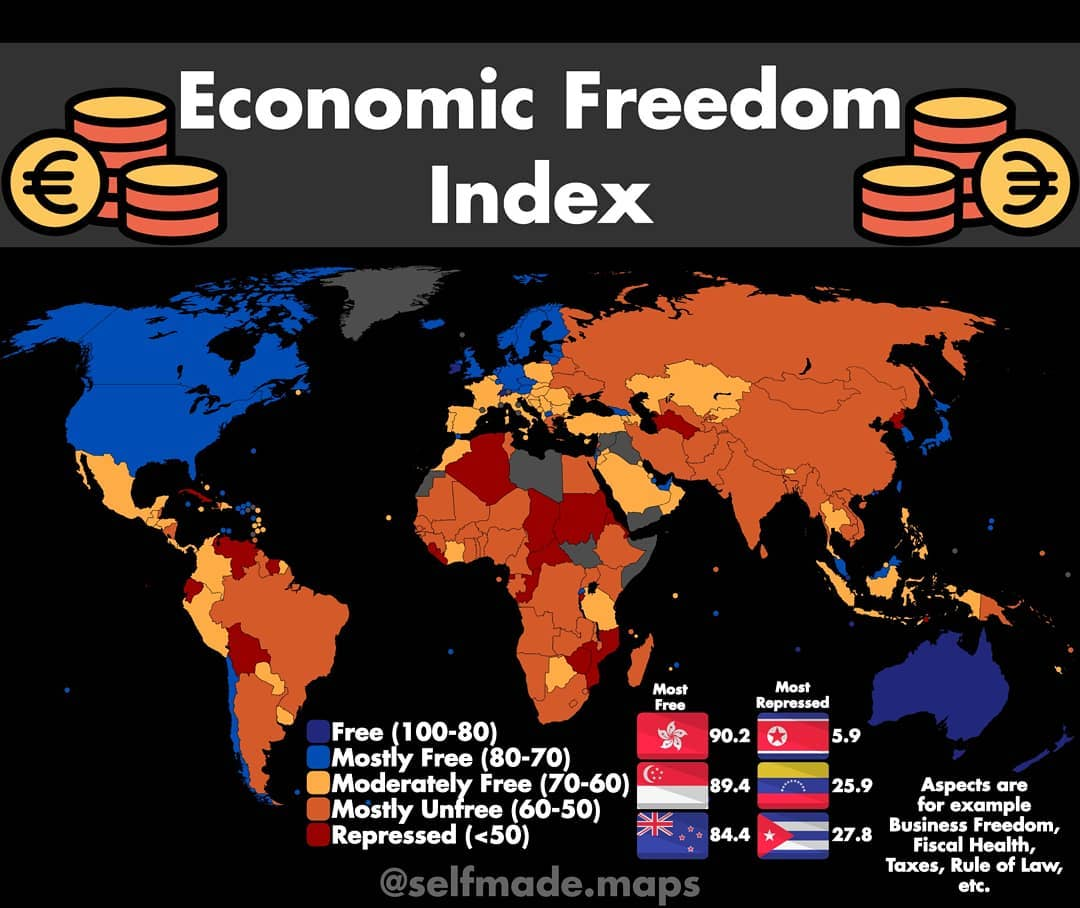 Economic Freedom
Index
Free (100-80)
Mostly Free (80-70)
Moderately Free (70-60)
Mostly Unfree (60-50)
Repressed (<50)
Most
Free
90.2
89.4
84.4
Most
Repressed
5.9
25.9
27.8
Aspects are
for example
Business Freedom,
Fiscal Health,
Taxes, Rule of Law,
etc.
@selfmade.maps